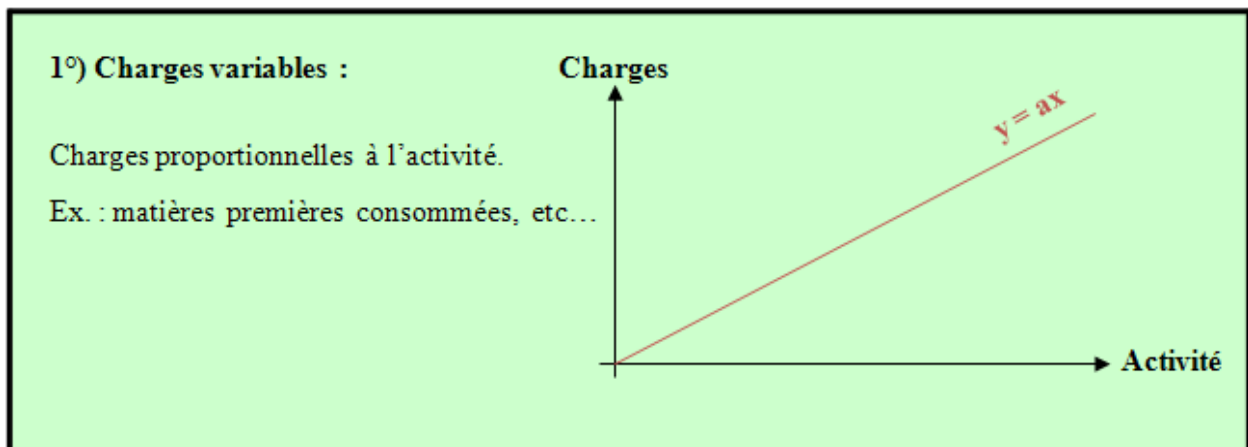 1°) Charges variables :
Charges
y = ax
Charges proportionnelles à l’activité.
Ex. : matières premières consommées, etc…
Activité